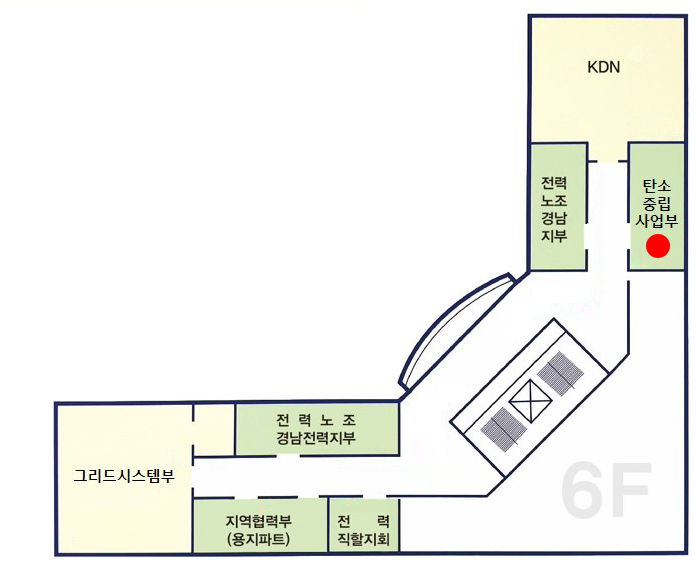 KDN
전력
노조
경남
지부
탄소
중립
사업부
전 력 노 조
경남전력지부
그리드시스템부
6F
지역협력부
(용지파트)
전 력
직할지회